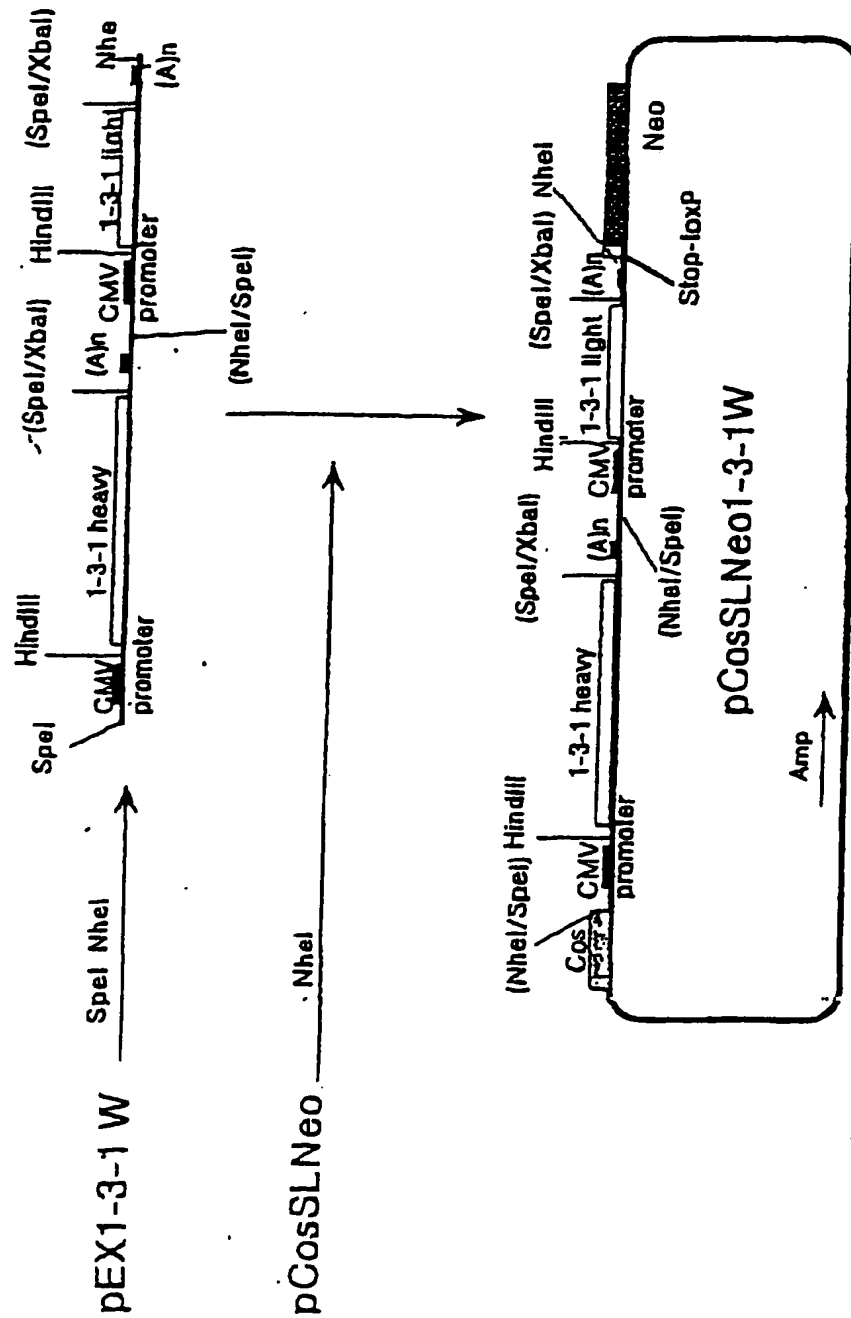 pEX1-3-1 W
SpeI NheI
SpeI
HindIII
(SpeI/XbaI)
HindIII
(SpeI/XbaI)
Nhe
CMV
promoter
1-3-1 heavy
(A)n
CMV
promoter
1-3-1 light
(A)n
(NheI/SpeI)
pCosSLNeo
NheI
(NheI/SpeI)
HindIII
(SpeI/XbaI)
HindIII
(SpeI/XbaI)
NheI
Cos
CMV
promoter
1-3-1 heavy
(A)n
CMV
promoter
1-3-1 light
(A)n
Neo
(NheI/SpeI)
Stop-loxP
pCosSLNeo1-3-1W
Amp